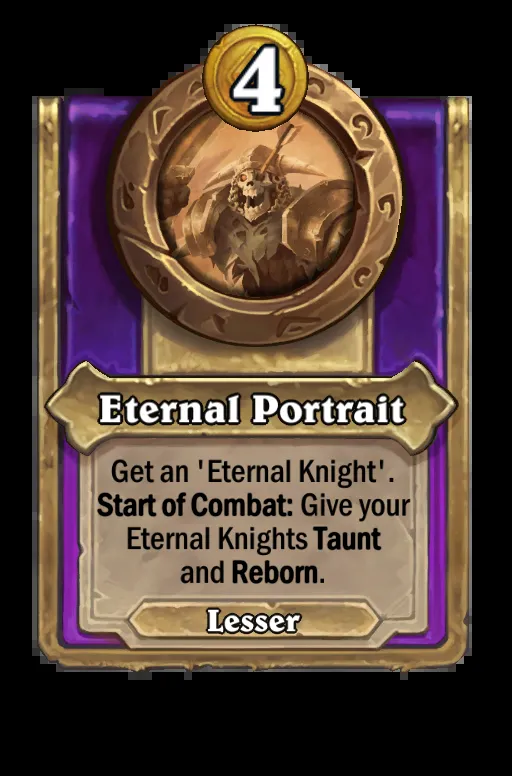 4
Eternal Portrait
Get an 'Eternal Knight'.
Start of Combat: Give your
Eternal Knights Taunt
and Reborn.
Lesser